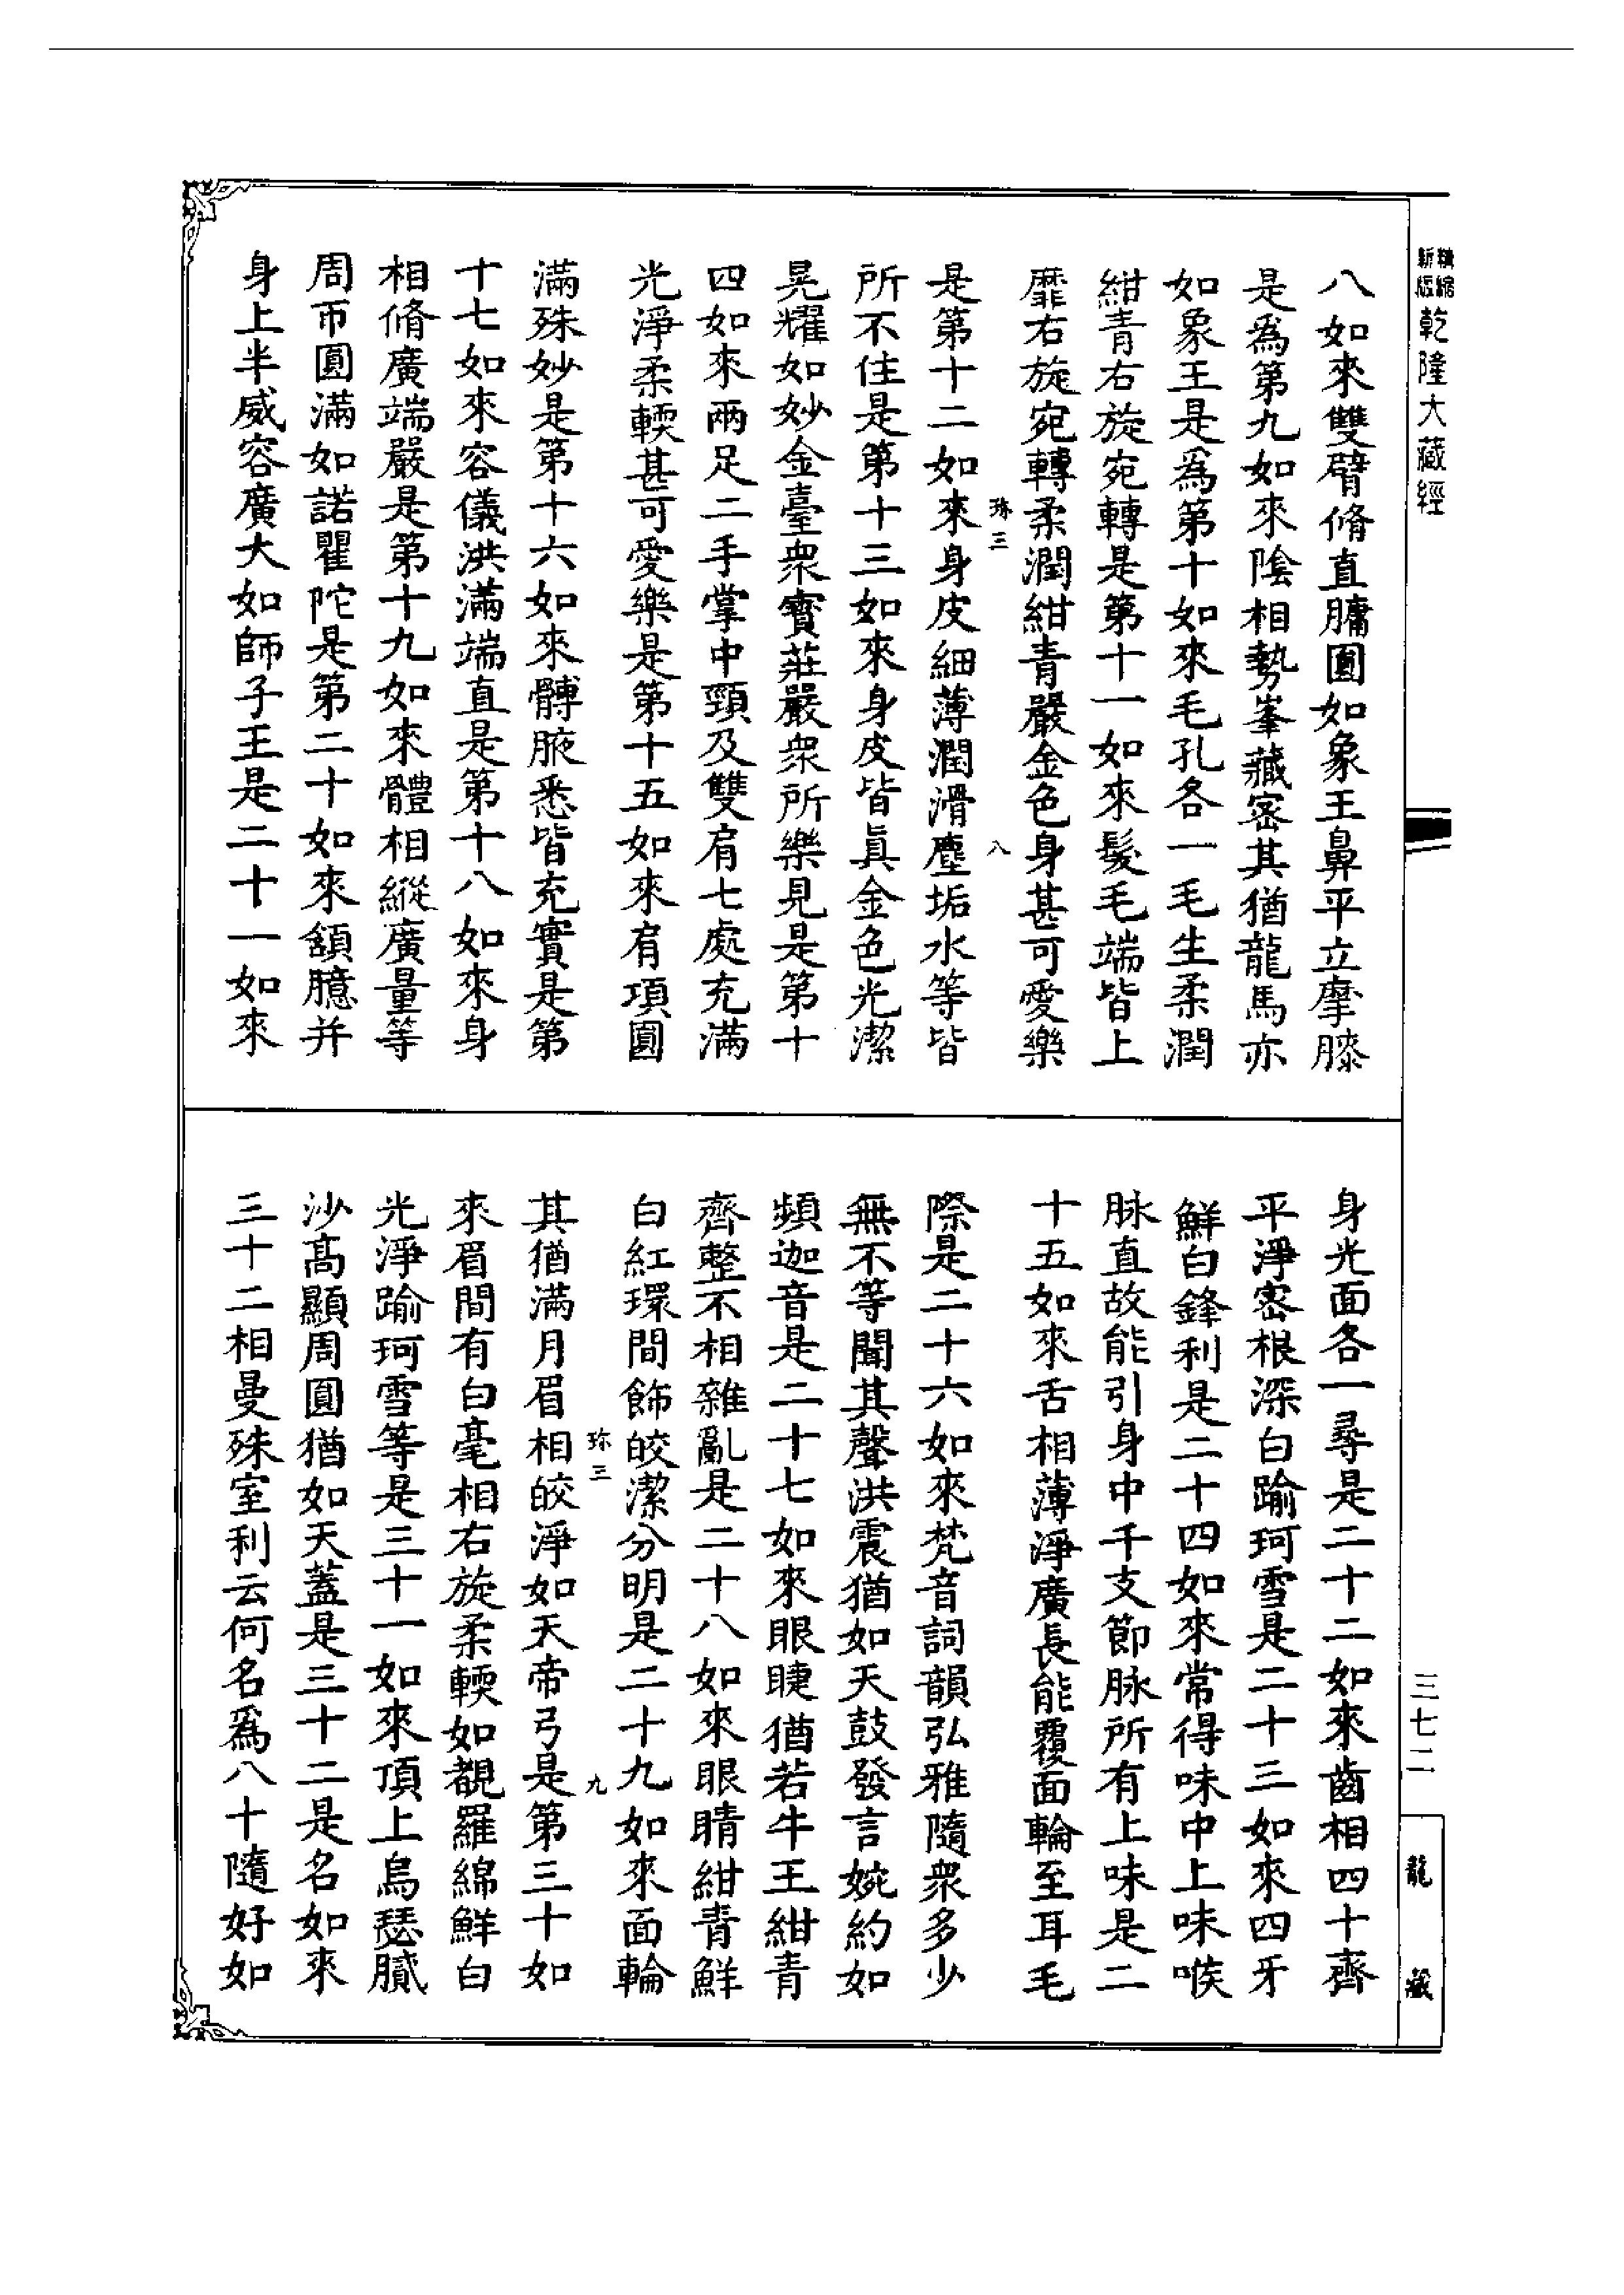 精縮
新版
乾隆大藏經
八如來雙臂脩直𦟛圓如象王鼻平立摩膝
是為第九如來陰相勢峯藏密其猶龍馬亦
如象王是為第十如來毛孔各一毛生柔潤
紺青右旋宛轉是第十一如來髮毛端皆上
靡右旋宛轉柔潤紺青嚴金色身甚可愛樂
珎三
八
是第十二如來身皮細薄潤滑塵垢水等皆
所不住是第十三如來身皮皆眞金色光潔
晃耀如妙金臺衆寶莊嚴衆所樂見是第十
四如來兩足二手掌中頸及雙肩七處充滿
光淨柔輭甚可愛樂是第十五如來肩項圓
滿殊妙是第十六如來髆腋悉皆充實是第
十七如來容儀洪滿端直是第十八如來身
相脩廣端嚴是第十九如來體相縱廣量等
周帀圓滿如諾瞿陀是第二十如來頷臆并
身上半威容廣大如師子王是二十一如來
身光面各一尋是二十二如來齒相四十齊
平淨密根深白踰珂雪是二十三如來四牙
鮮白鋒利是二十四如來常得味中上味喉
脉直故能引身中千支節脉所有上味是二
十五如來舌相薄淨廣長能覆面輪至耳毛
際是二十六如來梵音詞韻弘雅隨衆多少
無不等聞其聲洪震猶如天鼓發言婉約如
頻迦音是二十七如來眼睫猶若牛王紺青
齊整不相雜亂是二十八如來眼睛紺青鮮
白紅環間飾皎潔分明是二十九如來面輪
珎三
九
其猶滿月眉相皎淨如天帝弓是第三十如
來眉間有白毫相右旋柔輭如覩羅綿鮮白
光淨踰珂雪等是三十一如來頂上烏瑟膩
沙髙顯周圓猶如天蓋是三十二是名如來
三十二相曼殊室利云何名爲八十隨好如
三七二
龍藏